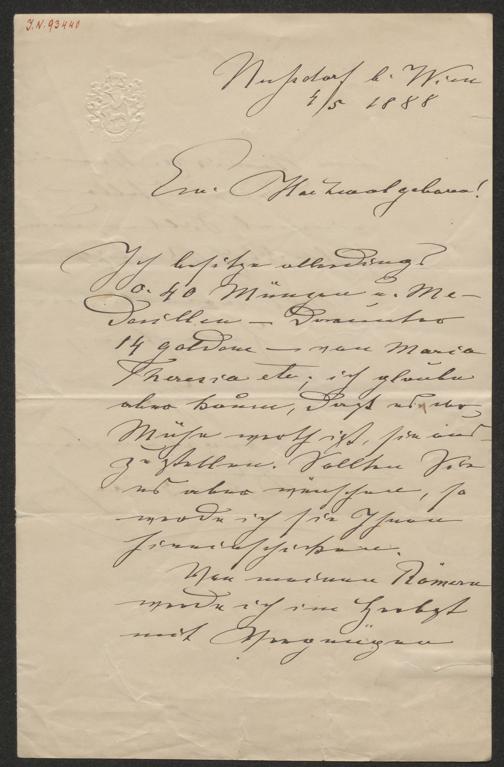 J.N. 93440
Nussdorf b. Wien
4/5 1888
Euer Hochwohlgeboren!
Ich besitze allerdings
c. 40 Münzen u. Me-
daillen – Darunter
14 goldene – von Maria
Theresia etc; ich glaube
aber kaum, daß es der
Mühe werth ist, sie aus-
zustellen. Sollten Sie
es aber wünschen, so
werde ich sie Ihnen
hineinschicken.
Von meinen Römern
werde ich im Herbst
mit Vergnügen